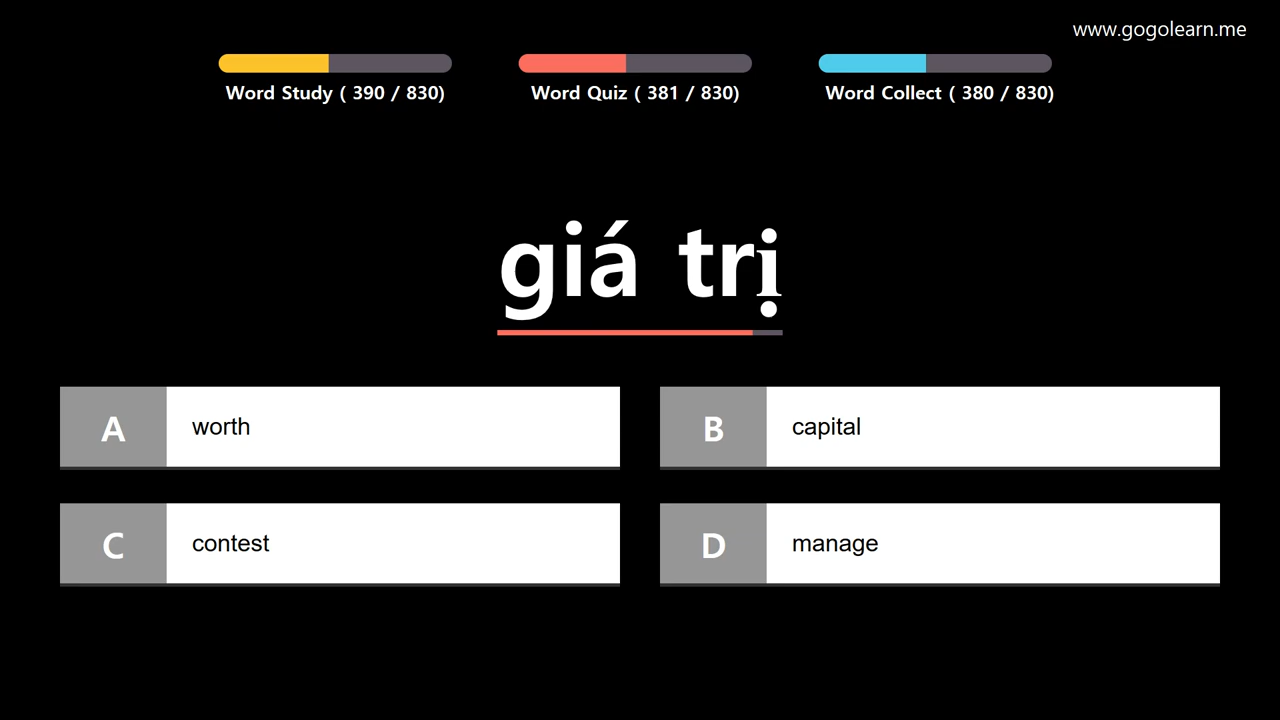 www.gogolearn.me
Word Study ( 390 / 830)
Word Quiz ( 381 / 830)
Word Collect ( 380 / 830)
giá trị
A worth
B capital
C contest
D manage